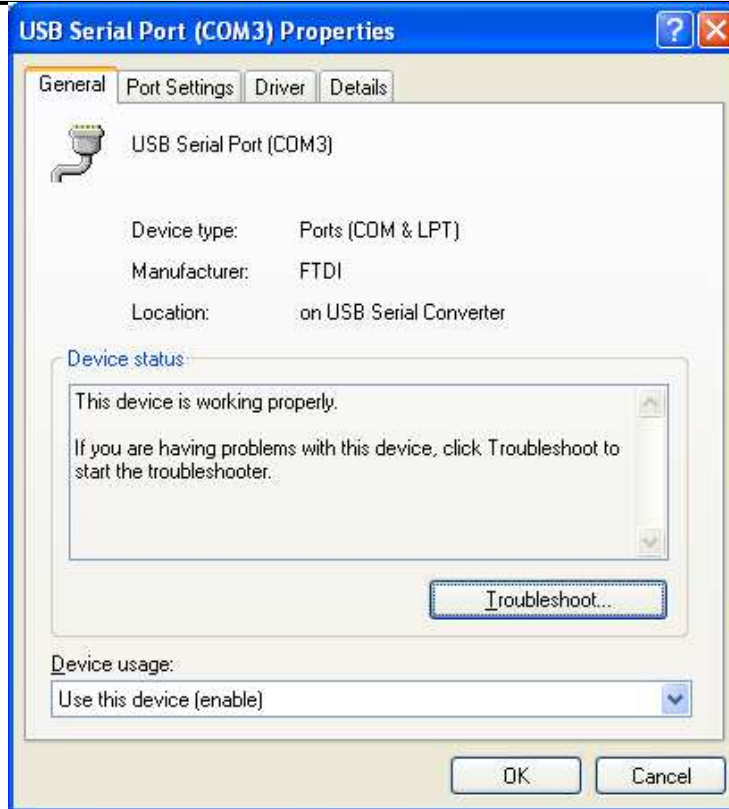 USB Serial Port (COM3) Properties
General Port Settings Driver Details
USB Serial Port (COM3)
Device type: Ports (COM & LPT)
Manufacturer: FTDI
Location: on USB Serial Converter
Device status
This device is working properly.
If you are having problems with this device, click Troubleshoot to
start the troubleshooter.
Troubleshoot...
Device usage:
Use this device (enable)
OK Cancel